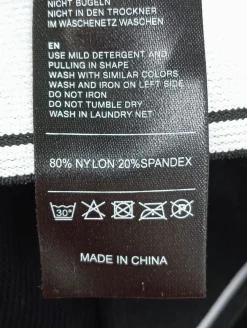 NICHT BÜGELN
NICHT IN DEN TROCKNER
IM WÄSCHENETZ WASCHEN
EN
USE MILD DETERGENT AND
PULLING IN SHAPE
WASH WITH SIMILAR COLORS
WASH AND IRON ON LEFT SIDE
DO NOT IRON
DO NOT TUMBLE DRY
WASH IN LAUNDRY NET
80% NYLON 20%SPANDEX
30°
MADE IN CHINA